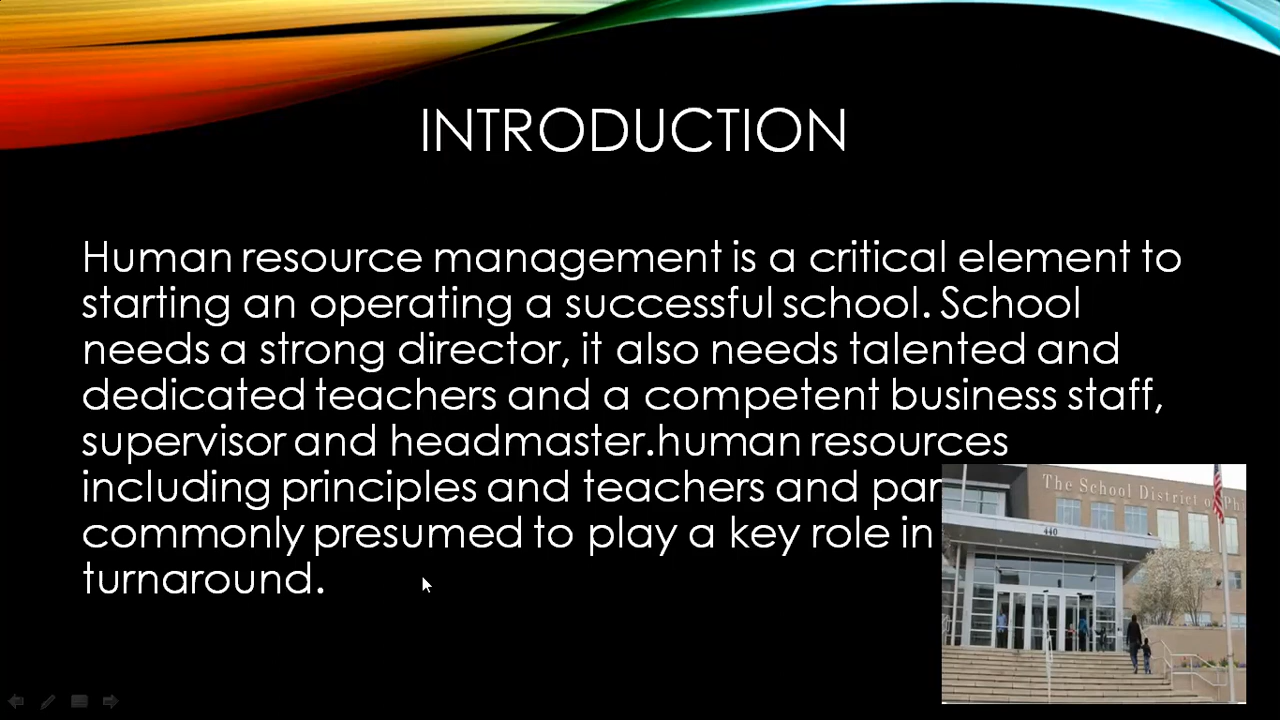 INTRODUCTION
Human resource management is a critical element to
starting an operating a successful school. School
needs a strong director, it also needs talented and
dedicated teachers and a competent business staff,
supervisor and headmaster.human resources
including principles and teachers and
commonly presumed to play a key role in
turnaround.
The School District of
440